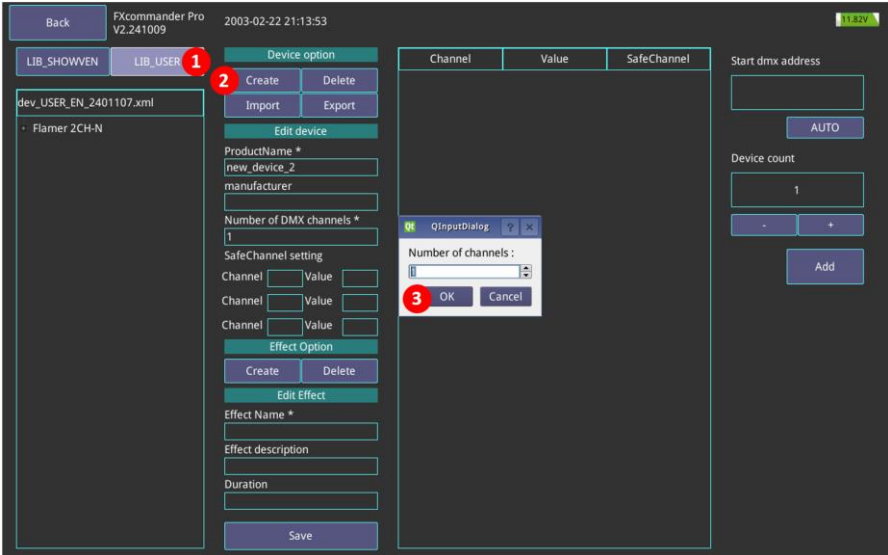 Back
FXcommander Pro
V2.241009
2003-02-22 21:13:53
11.82V
LIB_SHOWVEN
LIB_USER
1
dev_USER_EN_2401107.xml
Flamer 2CH-N
Device option
2
Create
Delete
Import
Export
Edit device
ProductName *
new_device_2
manufacturer
Number of DMX channels *
1
SafeChannel setting
Channel
Value
Channel
Value
Channel
Value
Effect Option
Create
Delete
Edit Effect
Effect Name *
Effect description
Duration
Save
Channel
Value
SafeChannel
Qt
QInputDialog
?
×
Number of channels :
1
3
OK
Cancel
Start dmx address
AUTO
Device count
1
-
+
Add